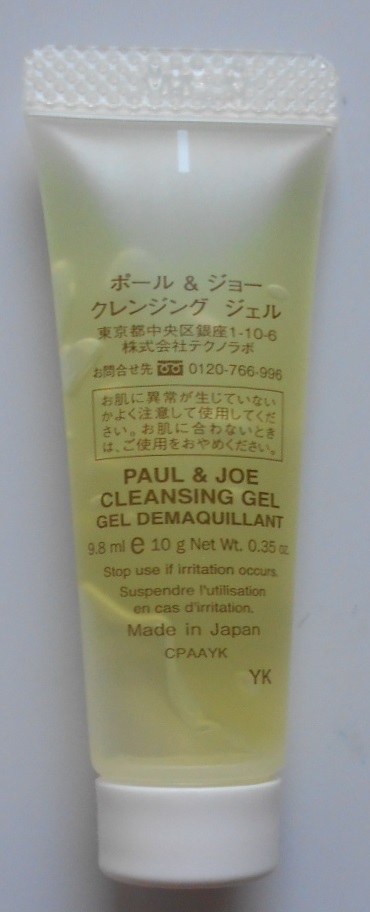 ポール & ジョー
クレンジング ジェル
東京都中央区銀座1-10-6
株式会社テクノラボ
お問合せ先 0120-766-996
お肌に異常が生じていない
かよく注意して使用してくだ
さい。お肌に合わないとき
は、ご使用をおやめください。
PAUL & JOE
CLEANSING GEL
GEL DEMAQUILLANT
9.8 ml e 10 g Net Wt. 0.35 oz.
Stop use if irritation occurs.
Suspendre l'utilisation
en cas d'irritation.
Made in Japan
CPAAYK
YK